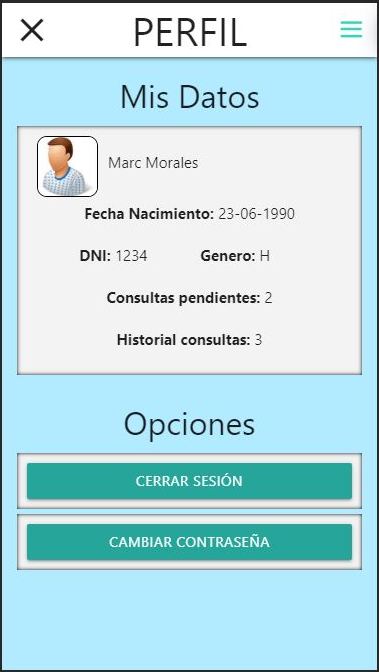 PERFIL
Mis Datos
Marc Morales
Fecha Nacimiento: 23-06-1990
DNI: 1234 Genero: H
Consultas pendientes: 2
Historial consultas: 3
Opciones
CERRAR SESIÓN
CAMBIAR CONTRASEÑA